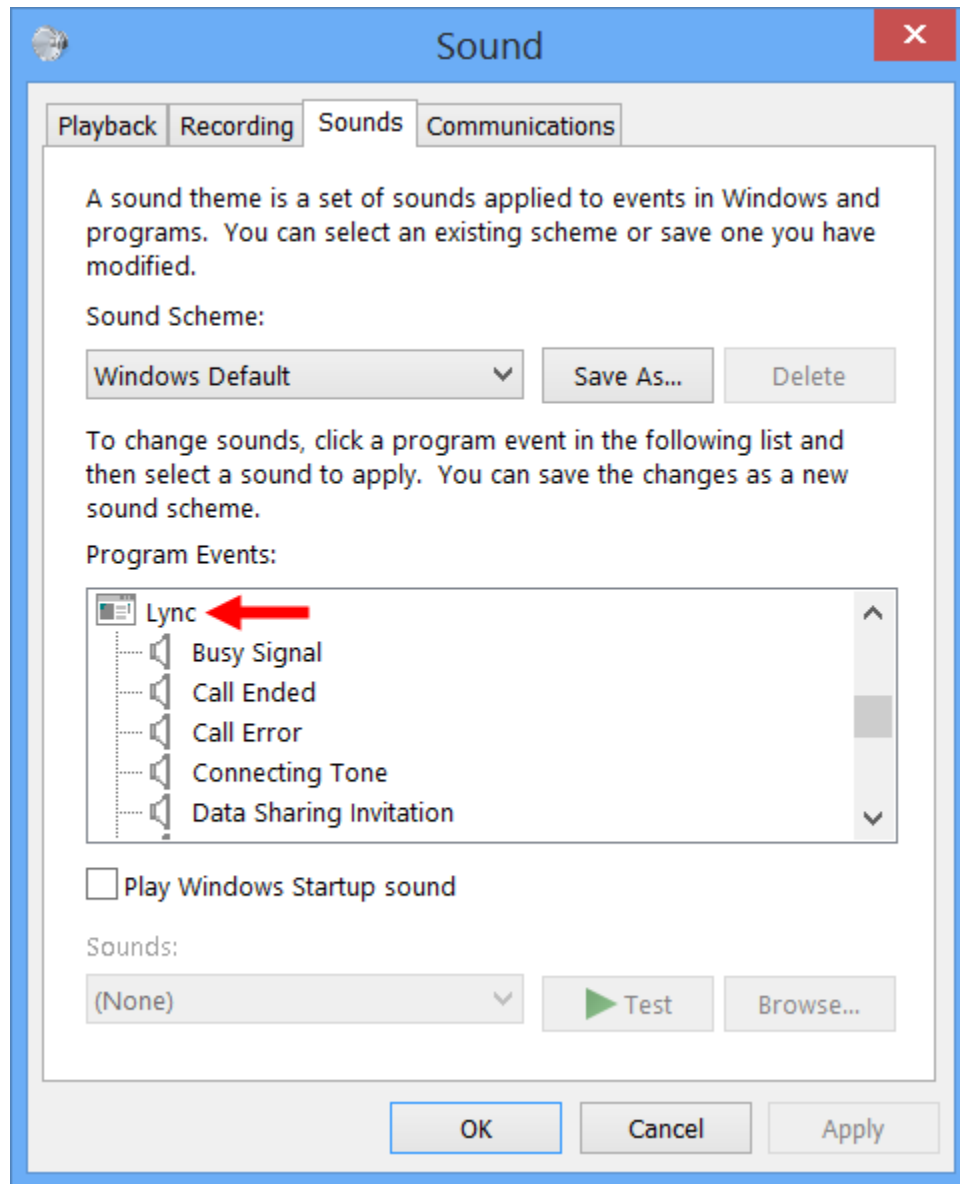 Sound
Playback Recording Sounds Communications
A sound theme is a set of sounds applied to events in Windows and
programs. You can select an existing scheme or save one you have
modified.
Sound Scheme:
Windows Default Save As... Delete
To change sounds, click a program event in the following list and
then select a sound to apply. You can save the changes as a new
sound scheme.
Program Events:
Lync
Busy Signal
Call Ended
Call Error
Connecting Tone
Data Sharing Invitation
Play Windows Startup sound
Sounds:
(None) Test Browse...
OK Cancel Apply